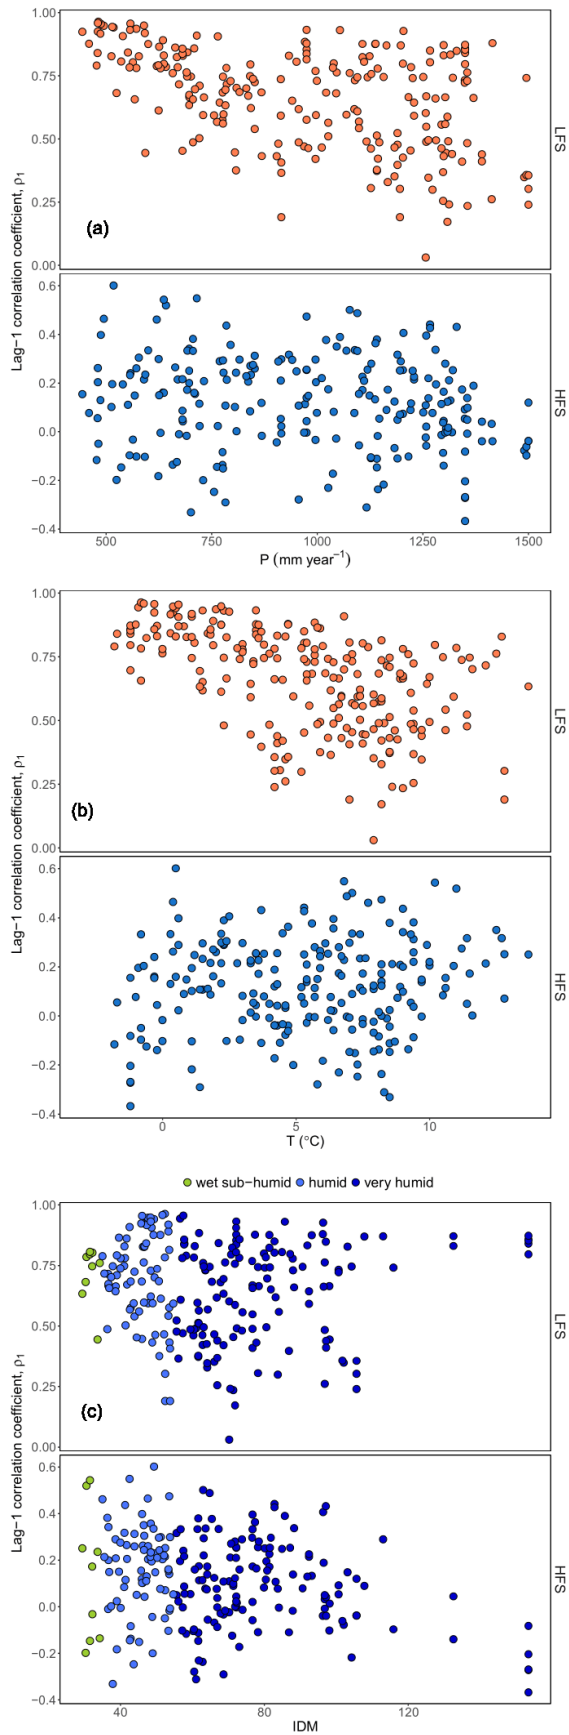 1.00
0.75
0.50
0.25
0.00
(a)
LFS
Lag−1 correlation coefficient, ρ1
0.6
0.4
0.2
0.0
−0.2
−0.4
HFS
500 750 1000 1250 1500
P (mm year−1)
1.00
0.75
0.50
0.25
0.00
(b)
LFS
Lag−1 correlation coefficient, ρ1
0.6
0.4
0.2
0.0
−0.2
−0.4
HFS
0 5 10
T (°C)
wet sub−humid humid very humid
1.00
0.75
0.50
0.25
0.00
(c)
LFS
Lag−1 correlation coefficient, ρ1
0.6
0.4
0.2
0.0
−0.2
−0.4
HFS
40 80 120
IDM